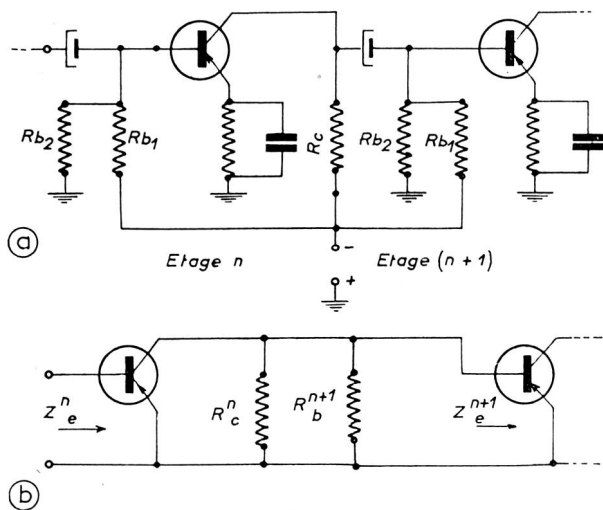 Rb2 Rb1 Rc Rb2 Rb1
a
Etage n - Etage (n + 1)
+
Z^n_e R^n_c R^{n+1}_b Z^{n+1}_e
b